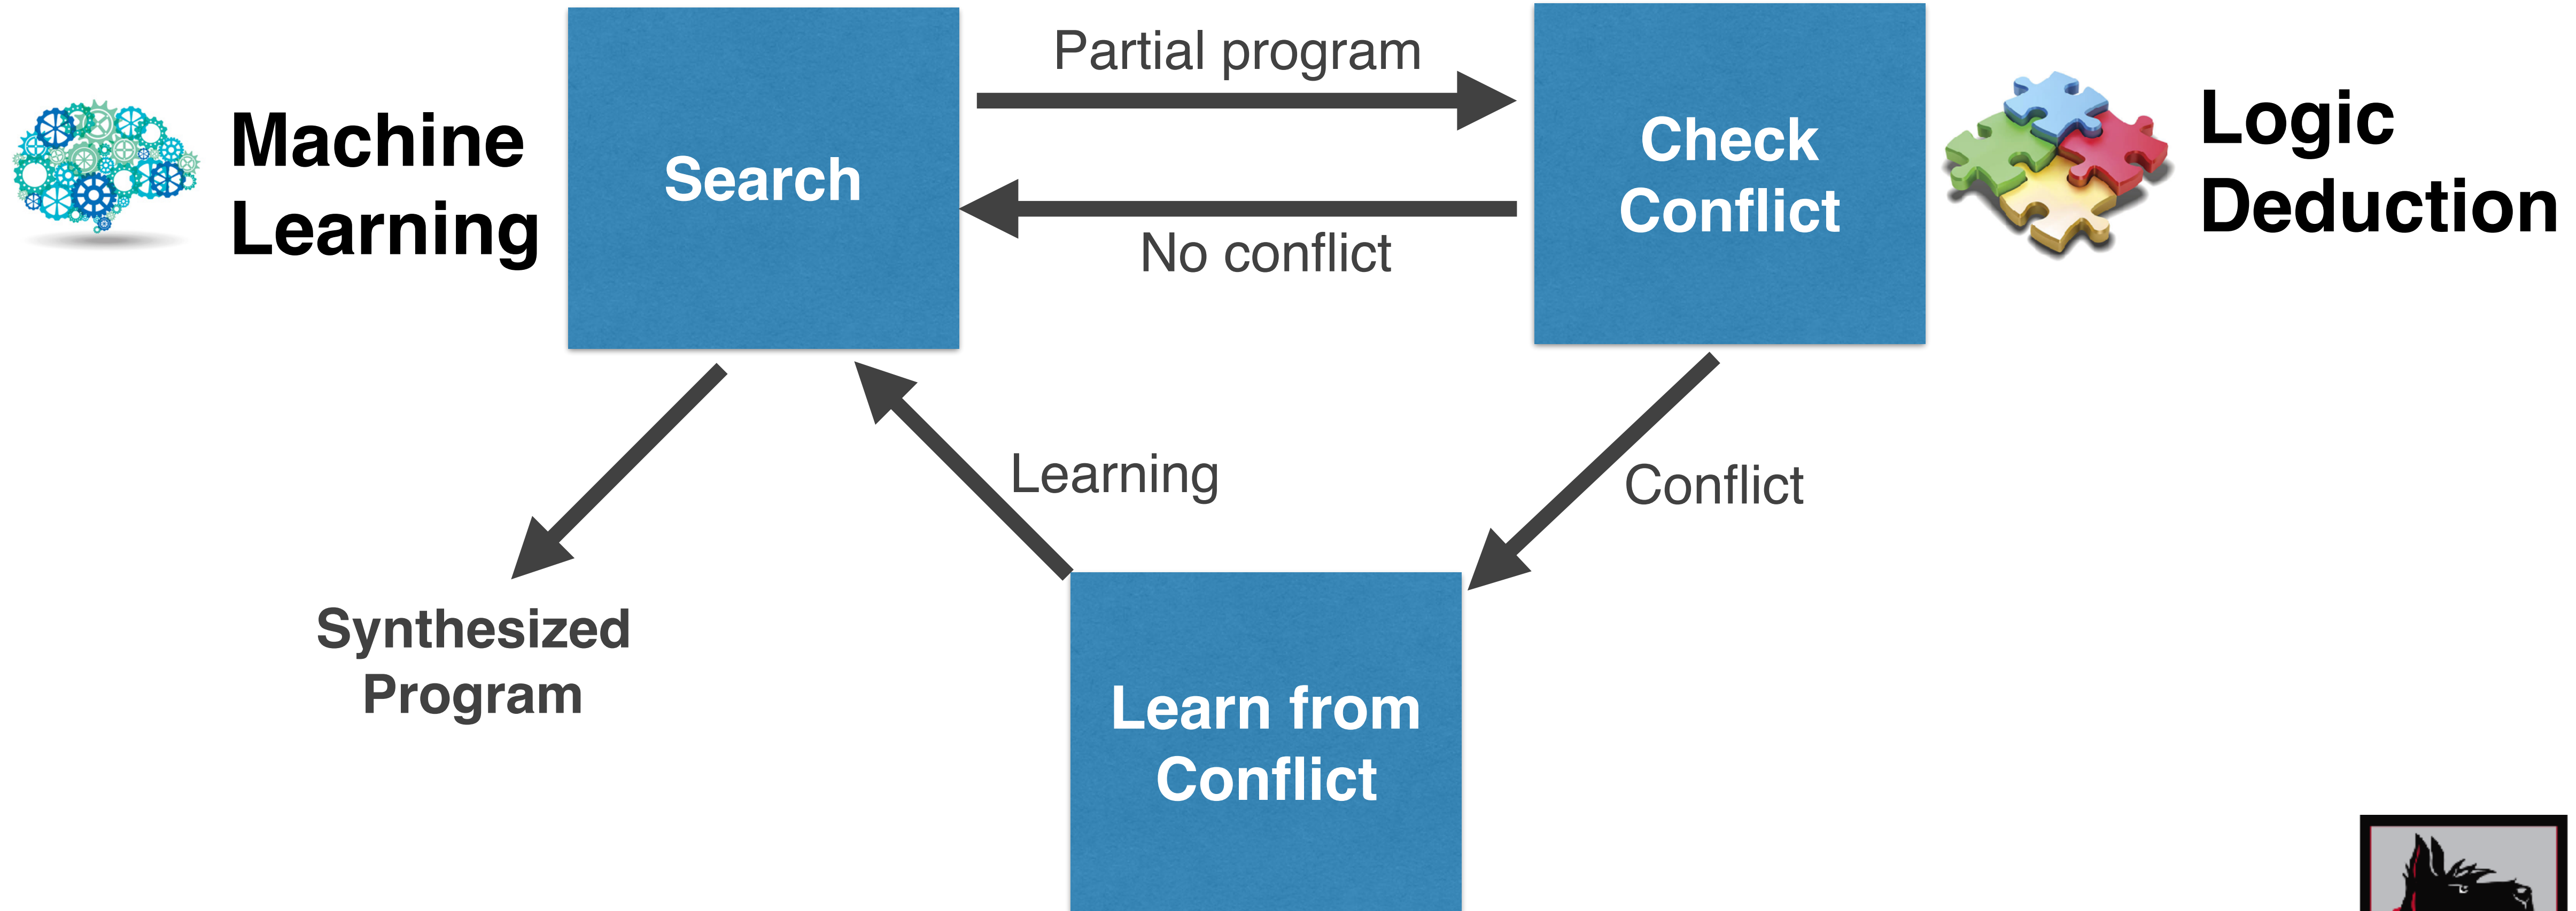 Machine
Learning
Search
Partial program
No conflict
Check
Conflict
Logic
Deduction
Learning
Conflict
Synthesized
Program
Learn from
Conflict